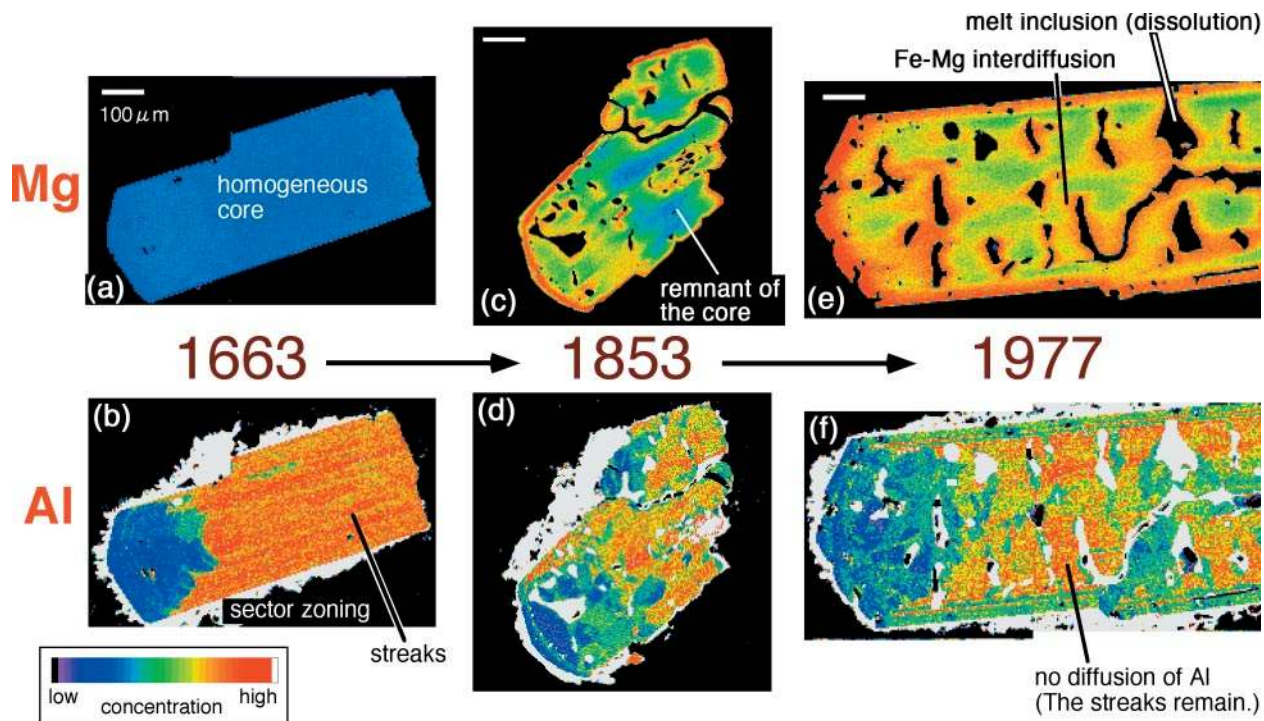 melt inclusion (dissolution)
Fe-Mg interdiffusion
100 μm
Mg
homogeneous
core
(a)
(c)
remnant of
the core
(e)
1663
1853
1977
(b)
(d)
(f)
Al
sector zoning
streaks
low
high
concentration
no diffusion of Al
(The streaks remain.)